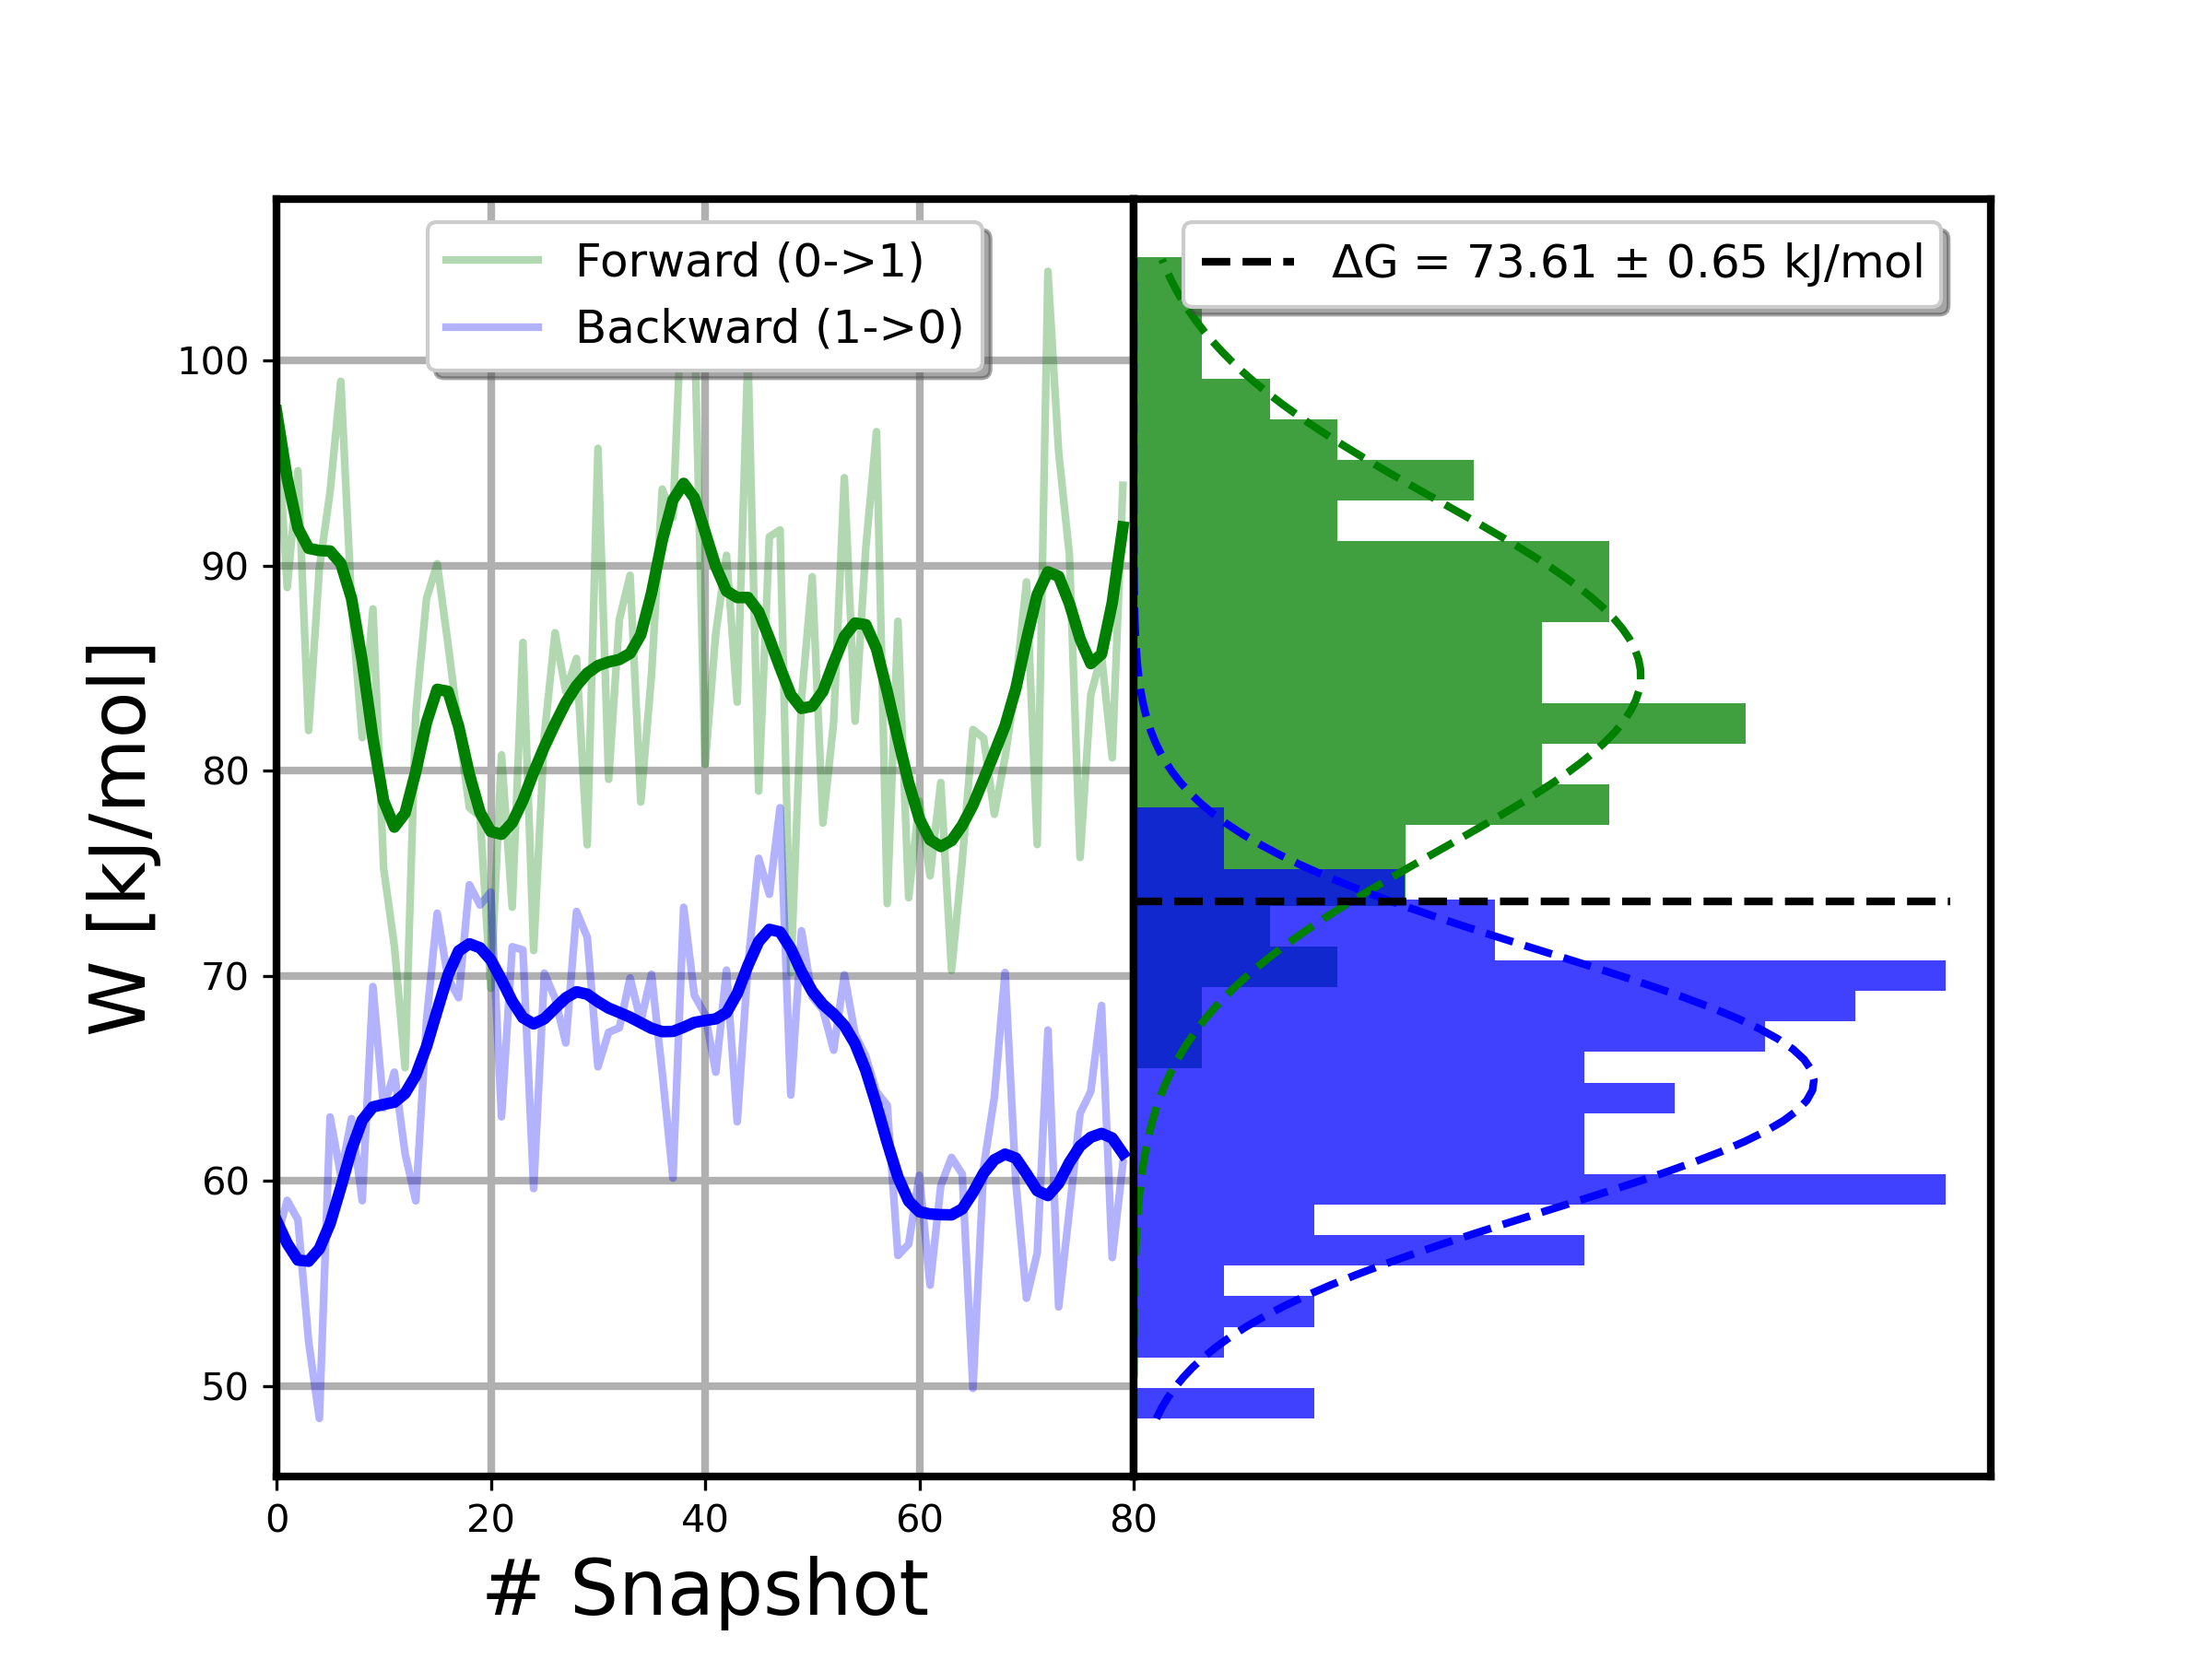 Forward (0->1)
Backward (1->0)
ΔG = 73.61 ± 0.65 kJ/mol
W [kJ/mol]
100
90
80
70
60
50
0
20
40
60
80
# Snapshot